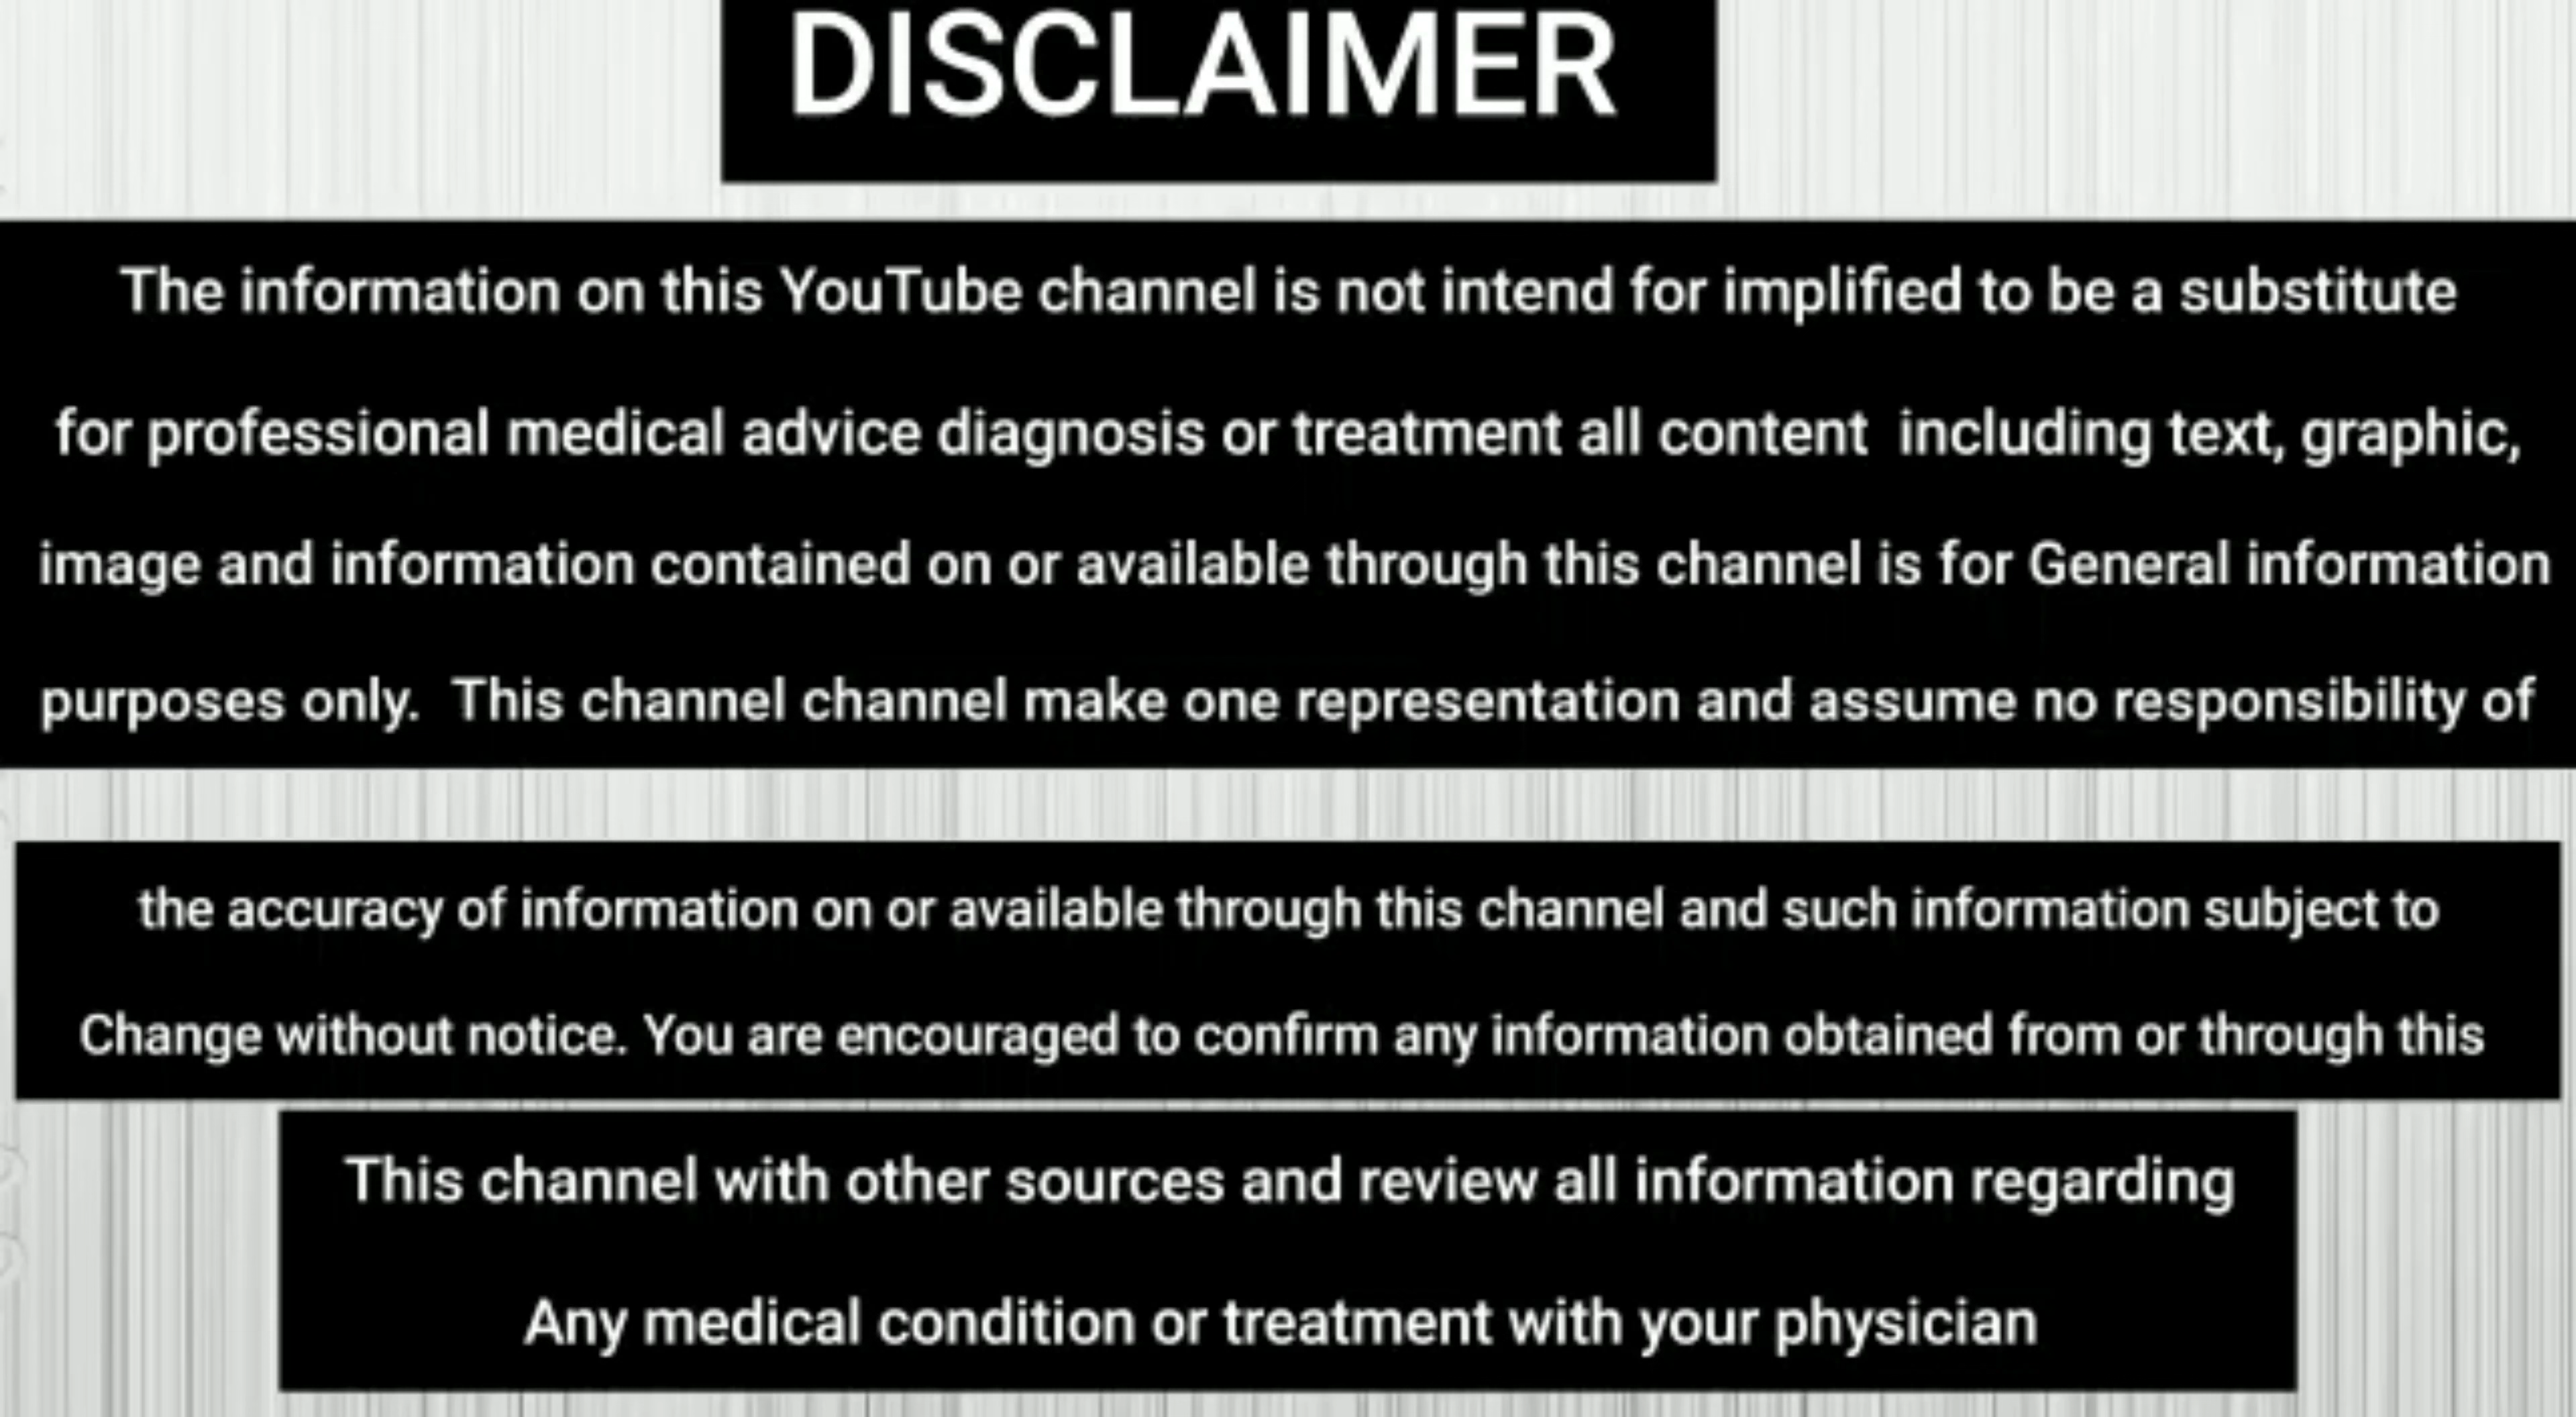 DISCLAIMER
The information on this YouTube channel is not intend for implified to be a substitute
for professional medical advice diagnosis or treatment all content  including text, graphic,
image and information contained on or available through this channel is for General information
purposes only.  This channel channel make one representation and assume no responsibility of
the accuracy of information on or available through this channel and such information subject to
Change without notice. You are encouraged to confirm any information obtained from or through this
This channel with other sources and review all information regarding
Any medical condition or treatment with your physician